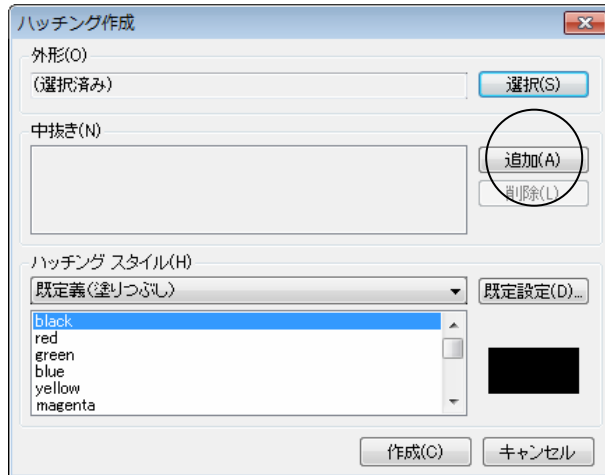 ハッチング作成
外形(O)
(選択済み)
選択(S)
中抜き(N)
追加(A)
削除(L)
ハッチング スタイル(H)
既定義(塗りつぶし)
既定設定(D)...
black
red
green
blue
yellow
magenta
作成(C)
キャンセル